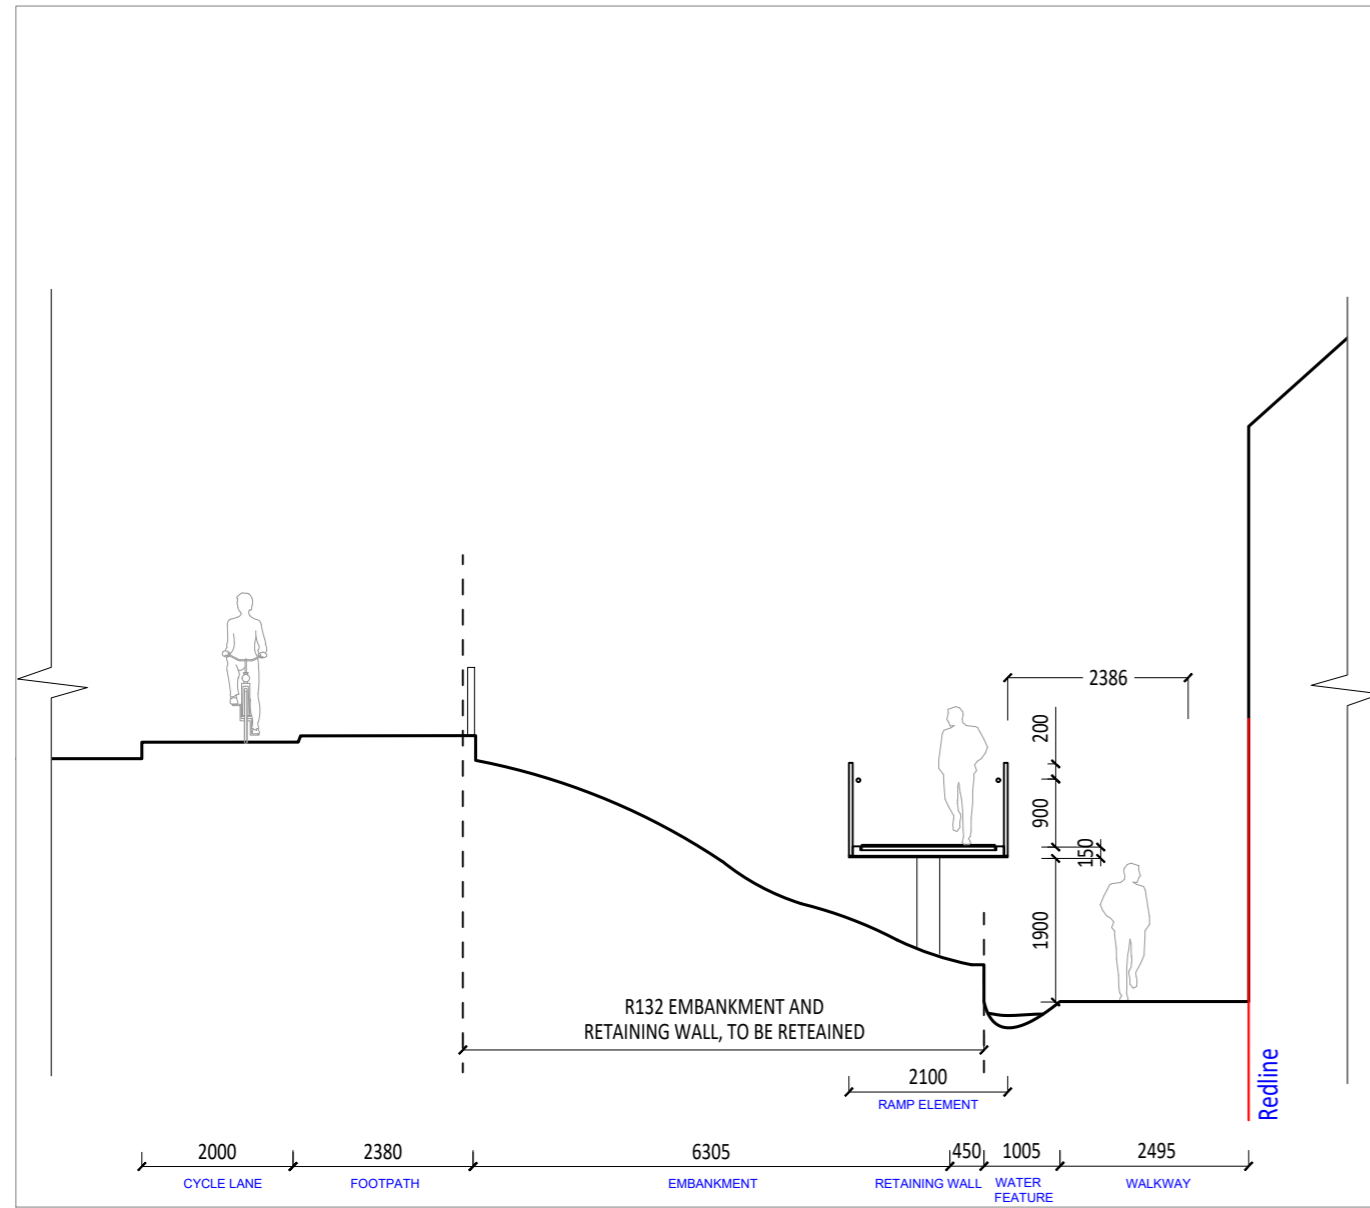 2386
200
900
150
1900
R132 EMBANKMENT AND
RETAINING WALL, TO BE RETEAINED
2100
RAMP ELEMENT
Redline
2000 2380 6305 450 1005 2495
CYCLE LANE FOOTPATH EMBANKMENT RETAINING WALL WATER WALKWAY
FEATURE